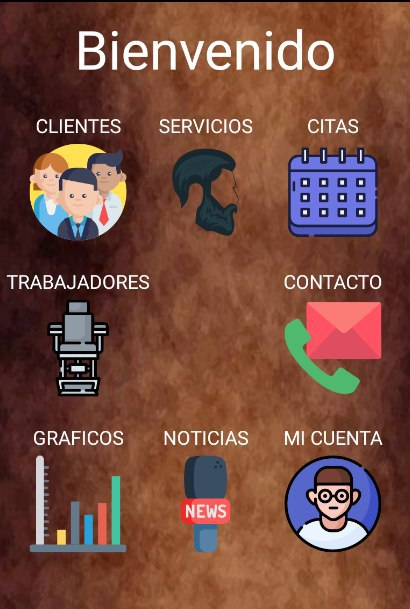 Bienvenido
CLIENTES
SERVICIOS
CITAS
TRABAJADORES
CONTACTO
GRAFICOS
NOTICIAS
MI CUENTA
NEWS